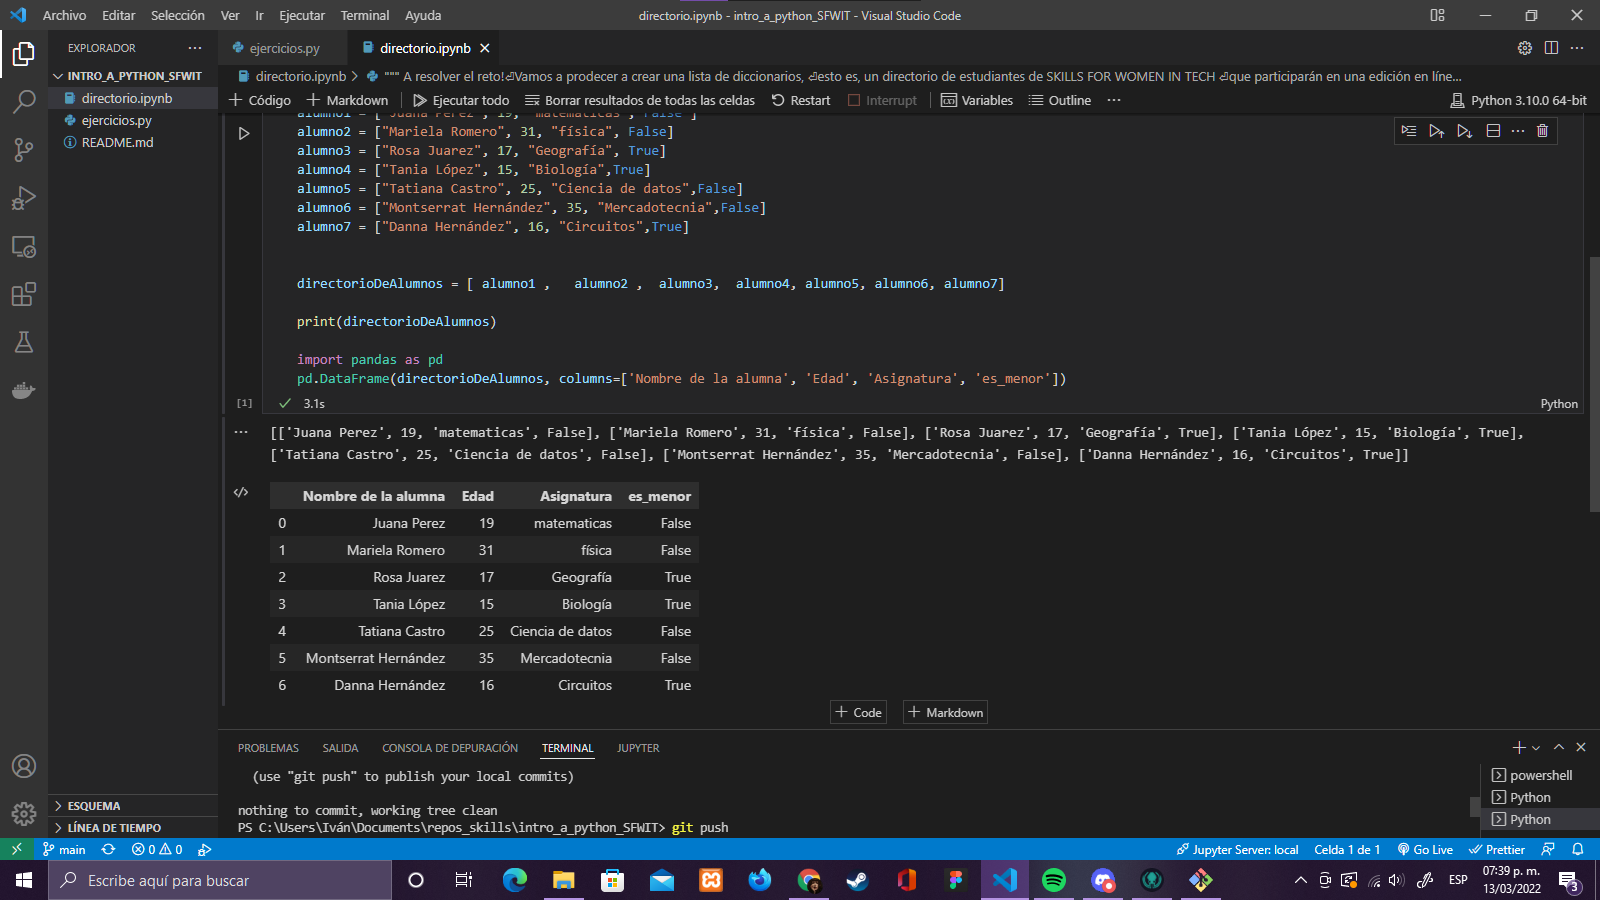 Archivo Editar Selección Ver Ir Ejecutar Terminal Ayuda
directorio.ipynb - intro_a_python_SFWIT - Visual Studio Code
EXPLORADOR
INTRO_A_PYTHON_SFWIT
directorio.ipynb
ejercicios.py
README.md
ESQUEMA
LÍNEA DE TIEMPO
ejercicios.py
directorio.ipynb
directorio.ipynb > """ A resolver el reto!⏎Vamos a prodecer a crear una lista de diccionarios, ⏎esto es, un directorio de estudiantes de SKILLS FOR WOMEN IN TECH ⏎que participarán en una edición en líne...
+ Código + Markdown Ejecutar todo Borrar resultados de todas las celdas Restart Interrupt Variables Outline ...
Python 3.10.0 64-bit
alumno1 = ["Juana Perez", 19, "matematicas", False ]
alumno2 = ["Mariela Romero", 31, "física", False]
alumno3 = ["Rosa Juarez", 17, "Geografía", True]
alumno4 = ["Tania López", 15, "Biología",True]
alumno5 = ["Tatiana Castro", 25, "Ciencia de datos",False]
alumno6 = ["Montserrat Hernández", 35, "Mercadotecnia",False]
alumno7 = ["Danna Hernández", 16, "Circuitos",True]
directorioDeAlumnos = [ alumno1 ,   alumno2 ,  alumno3,  alumno4, alumno5, alumno6, alumno7]
print(directorioDeAlumnos)
import pandas as pd
pd.DataFrame(directorioDeAlumnos, columns=['Nombre de la alumna', 'Edad', 'Asignatura', 'es_menor'])
[1] 3.1s
Python
[['Juana Perez', 19, 'matematicas', False], ['Mariela Romero', 31, 'física', False], ['Rosa Juarez', 17, 'Geografía', True], ['Tania López', 15, 'Biología', True],
['Tatiana Castro', 25, 'Ciencia de datos', False], ['Montserrat Hernández', 35, 'Mercadotecnia', False], ['Danna Hernández', 16, 'Circuitos', True]]
Nombre de la alumna Edad Asignatura es_menor
0 Juana Perez 19 matematicas False
1 Mariela Romero 31 física False
2 Rosa Juarez 17 Geografía True
3 Tania López 15 Biología True
4 Tatiana Castro 25 Ciencia de datos False
5 Montserrat Hernández 35 Mercadotecnia False
6 Danna Hernández 16 Circuitos True
+ Code + Markdown
PROBLEMAS SALIDA CONSOLA DE DEPURACIÓN TERMINAL JUPYTER
(use "git push" to publish your local commits)
nothing to commit, working tree clean
PS C:\Users\Iván\Documents\repos_skills\intro_a_python_SFWIT> git push
powershell
Python
Python
main 0 0
Jupyter Server: local Celda 1 de 1 Go Live Prettier
Escribe aquí para buscar
ESP
07:39 p. m.
13/03/2022
3